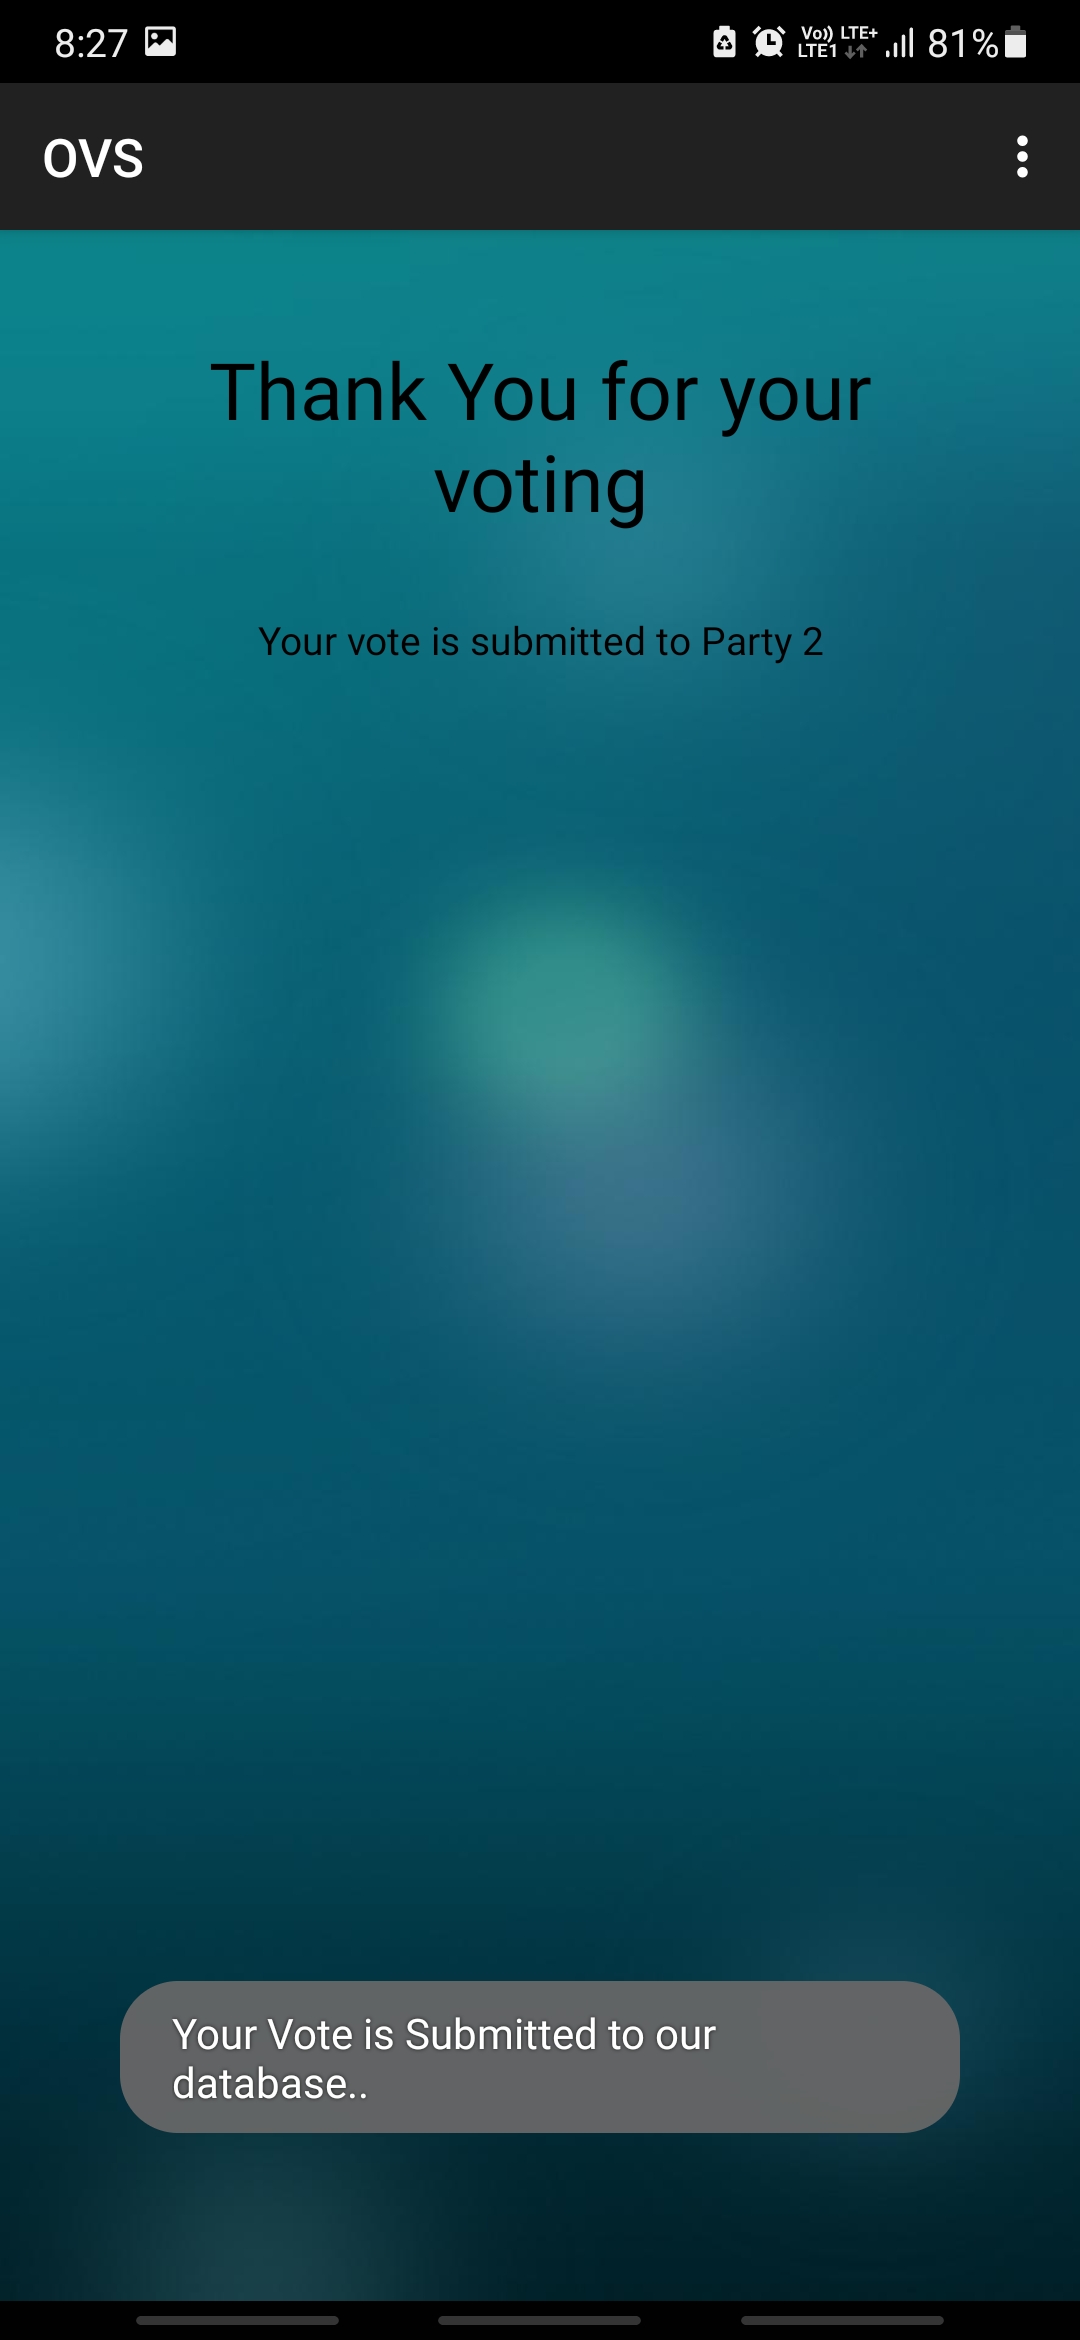 8:27
Vo)) LTE+
LTE1
81%
OVS
Thank You for your
voting
Your vote is submitted to Party 2
Your Vote is Submitted to our
database..